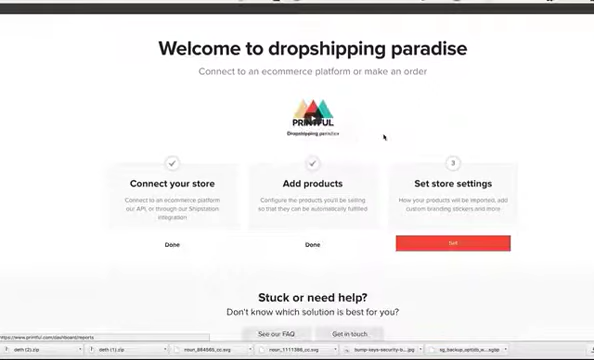 Welcome to dropshipping paradise
Connect to an ecommerce platform or make an order
PRINTFUL
Dropshipping paradise
3
Connect your store
Add products
Set store settings
Connect to an ecommerce platform
our API, or through our Shipstation
integration
Configure the products you'll be selling
so that they can be automatically fulfilled
How your products will be imported, add
custom branding stickers and more
Done
Done
Stuck or need help?
Don't know which solution is best for you?
See our FAQ
Get in touch
https://www.printful.com/dashboard/reports